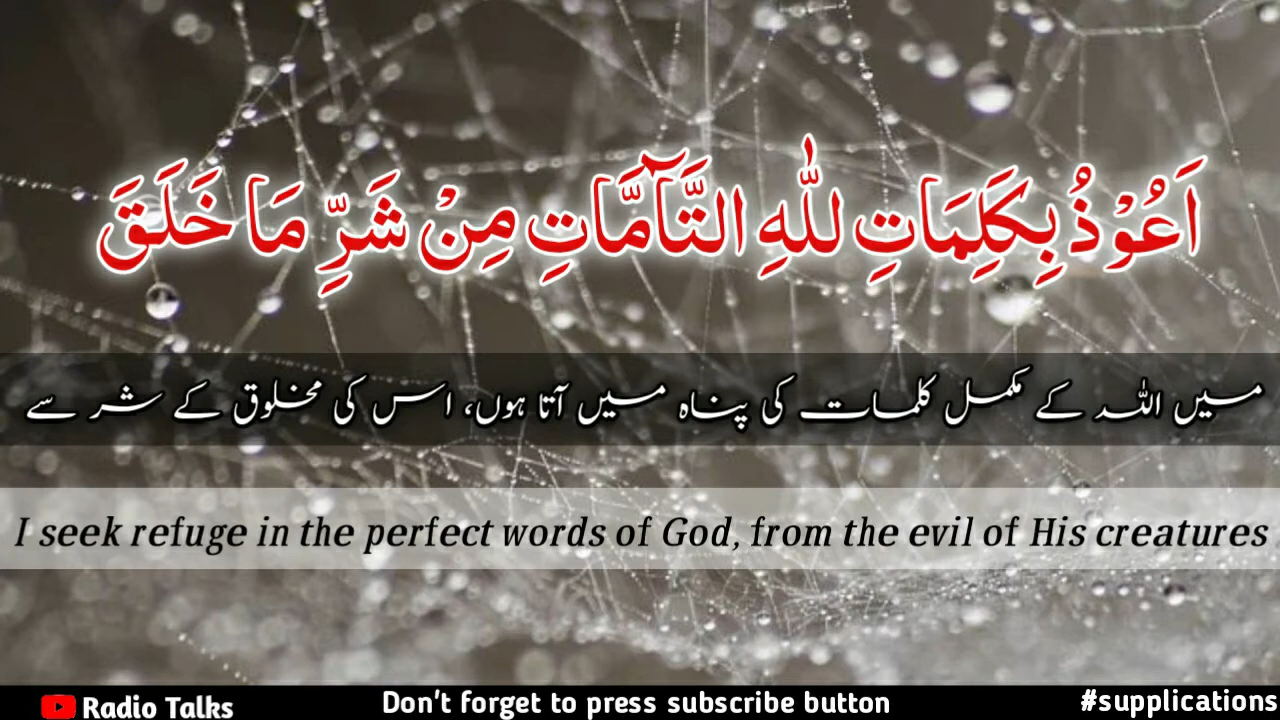 اَعُوْذُ بِكَلِمَاتِ للّٰهِ التَّآمَّاتِ مِنْ شَرِّ مَا خَلَقَ
میں اللہ کے مکمل کلمات کی پناہ میں آتا ہوں، اس کی مخلوق کے شر سے
I seek refuge in the perfect words of God, from the evil of His creatures
Radio Talks
Don't forget to press subscribe button
#supplications